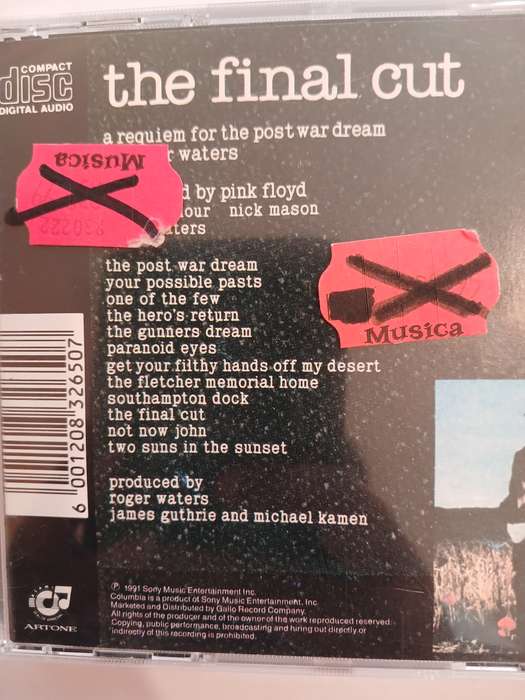 COMPACT
disc
DIGITAL AUDIO
the final cut
a requiem for the post war dream
waters
Musica
by pink floyd
nick mason
the post war dream
your possible pasts
one of the few
the hero's return
the gunners dream
paranoid eyes
get your filthy hands off my desert
the fletcher memorial home
southampton dock
the final cut
not now john
two suns in the sunset
Musica
6 001208 326507
produced by
roger waters
james guthrie and michael kamen
℗ 1991 Sony Music Entertainment Inc.
Columbia is a product of Sony Music Entertainment, Inc.
Marketed and Distributed by Gallo Record Company.
All rights of the producer and of the owner of the work reproduced reserved.
Copying, public performance, broadcasting and hiring out directly or
indirectly of this recording is prohibited.
ARTONE